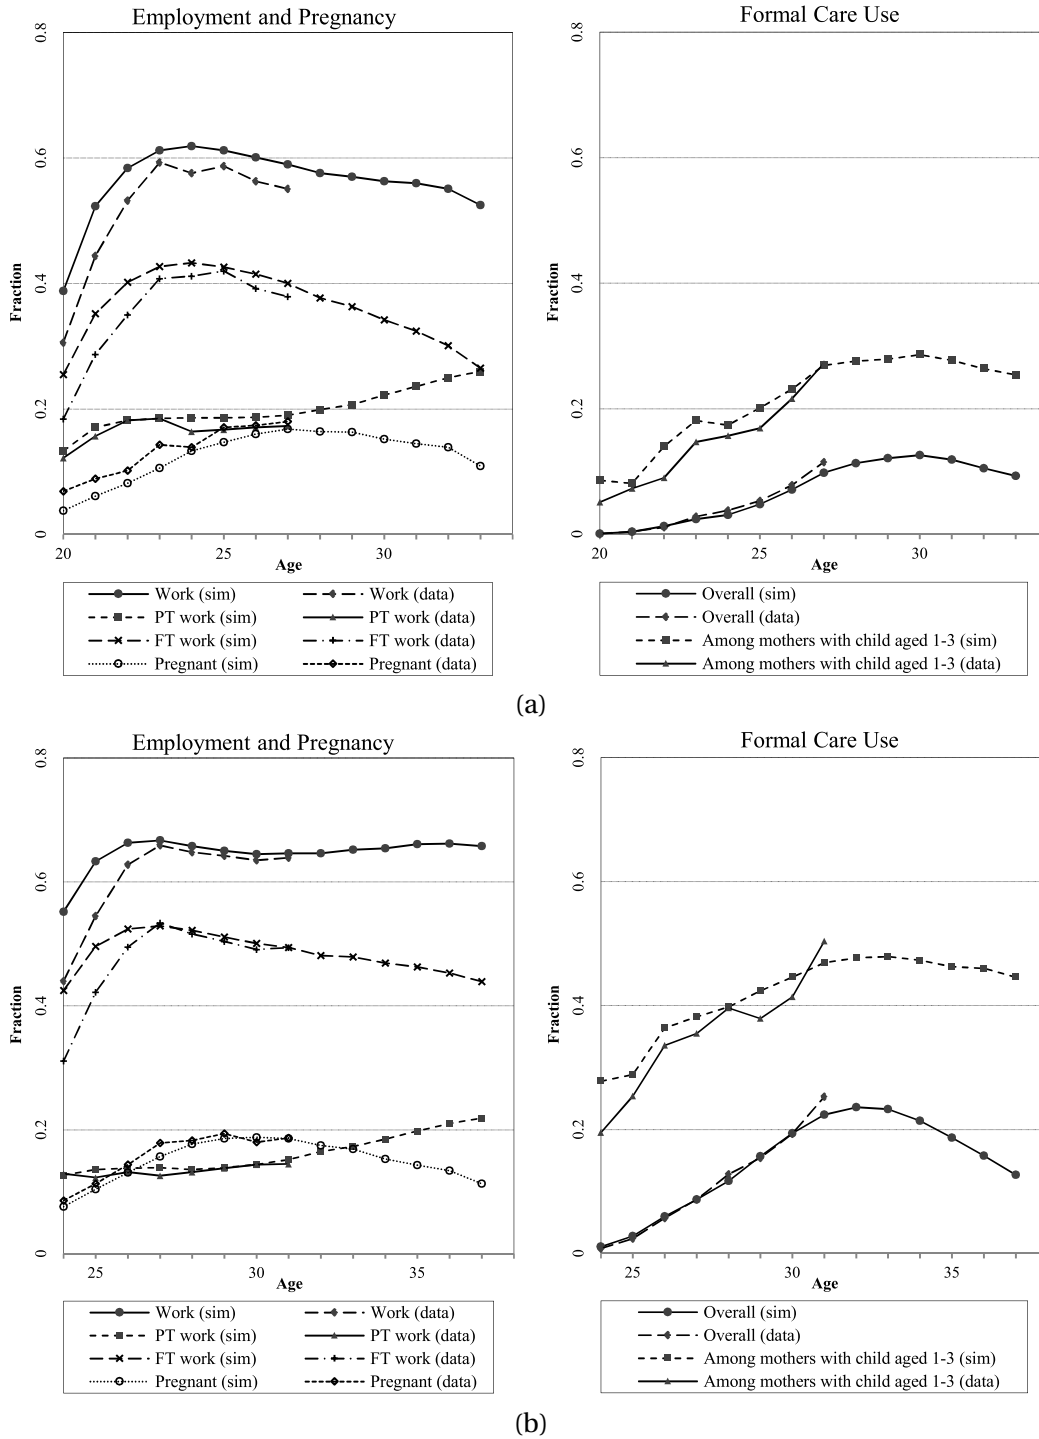 Employment and Pregnancy
0.8
0.6
0.4
0.2
0
Fraction
20
25
30
Age
Work (sim)
Work (data)
PT work (sim)
PT work (data)
FT work (sim)
FT work (data)
Pregnant (sim)
Pregnant (data)
Formal Care Use
0.8
0.6
0.4
0.2
0
Fraction
20
25
30
Age
Overall (sim)
Overall (data)
Among mothers with child aged 1-3 (sim)
Among mothers with child aged 1-3 (data)
(a)
Employment and Pregnancy
0.8
0.6
0.4
0.2
0
Fraction
25
30
35
Age
Work (sim)
Work (data)
PT work (sim)
PT work (data)
FT work (sim)
FT work (data)
Pregnant (sim)
Pregnant (data)
Formal Care Use
0.8
0.6
0.4
0.2
0
Fraction
25
30
35
Age
Overall (sim)
Overall (data)
Among mothers with child aged 1-3 (sim)
Among mothers with child aged 1-3 (data)
(b)